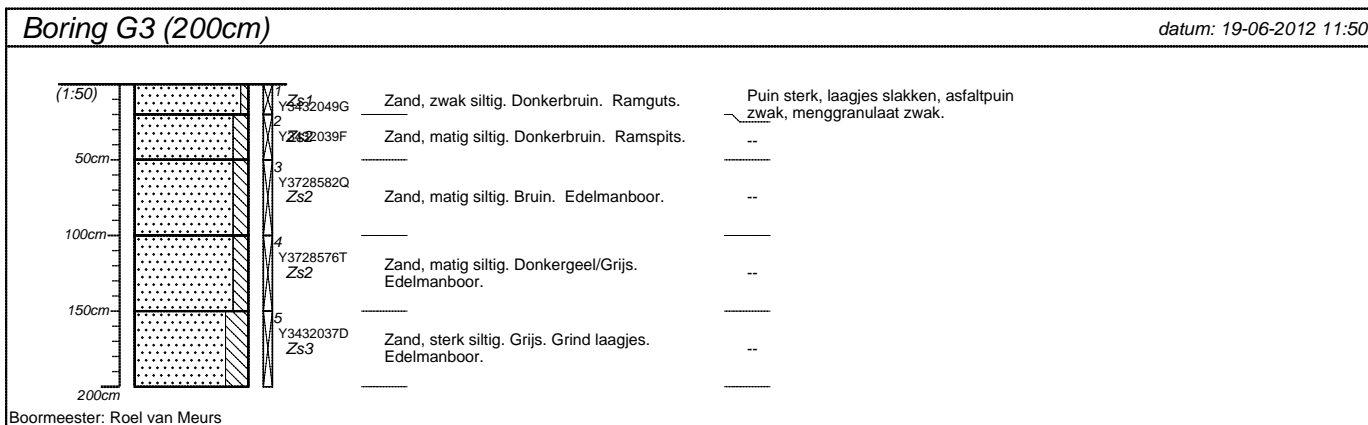 Boring G3 (200cm)
datum: 19-06-2012 11:50
(1:50)
1
Zs1
Y3432049G
Zand, zwak siltig. Donkerbruin. Ramguts.
Puin sterk, laagjes slakken, asfaltpuin
zwak, menggranulaat zwak.
2
Zs2
Zand, matig siltig. Donkerbruin. Ramspits.
--
50cm
3
Y3728582Q
Zs2
Zand, matig siltig. Bruin. Edelmanboor.
--
100cm
4
Y3728576T
Zs2
Zand, matig siltig. Donkergeel/Grijs.
Edelmanboor.
--
150cm
5
Y3432037D
Zs3
Zand, sterk siltig. Grijs. Grind laagjes.
Edelmanboor.
--
200cm
Boormeester: Roel van Meurs